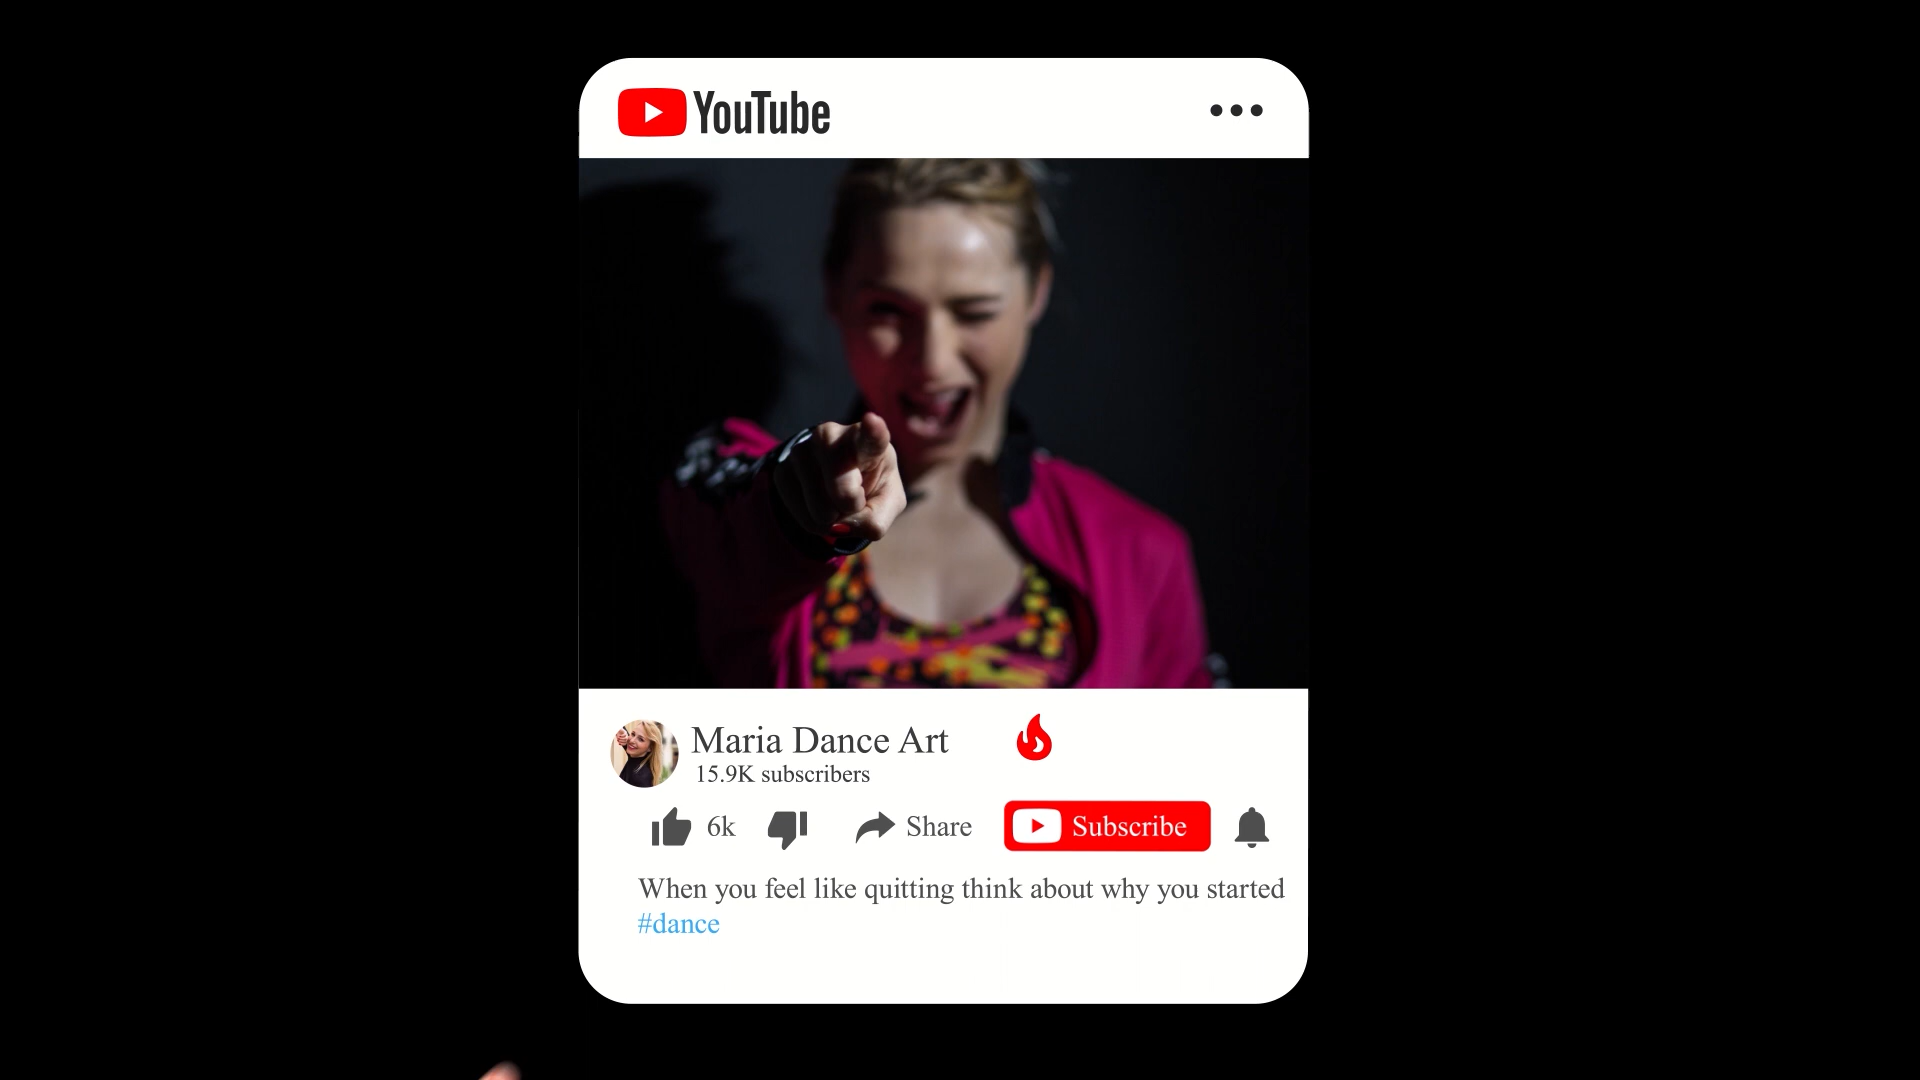 YouTube
Maria Dance Art
15.9K subscribers
6k Share Subscribe
When you feel like quitting think about why you started
#dance